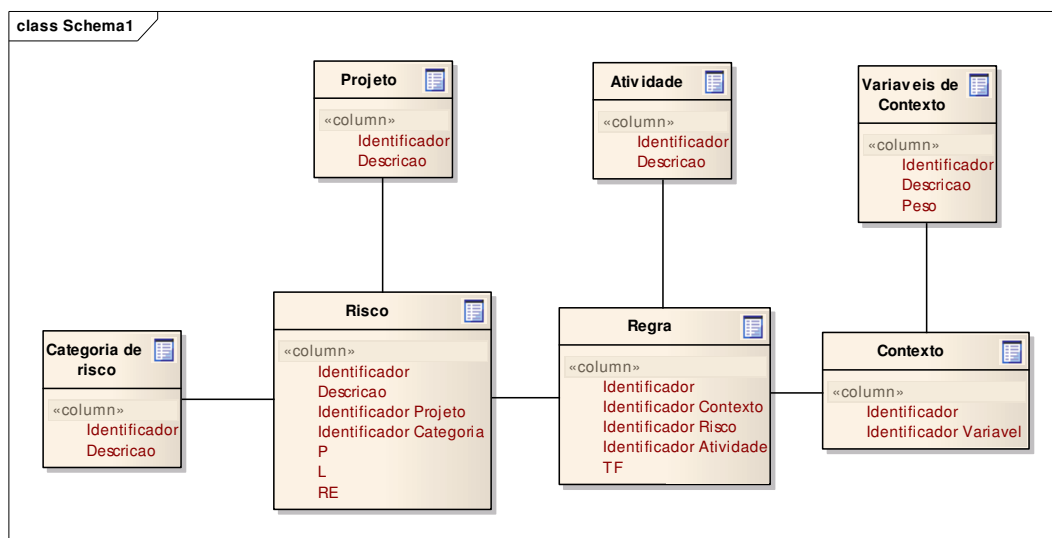 class Schema1
Projeto
«column»
Identificador
Descricao
Atividade
«column»
Identificador
Descricao
Variaveis de
Contexto
«column»
Identificador
Descricao
Peso
Categoria de
risco
«column»
Identificador
Descricao
Risco
«column»
Identificador
Descricao
Identificador Projeto
Identificador Categoria
P
L
RE
Regra
«column»
Identificador
Identificador Contexto
Identificador Risco
Identificador Atividade
TF
Contexto
«column»
Identificador
Identificador Variavel